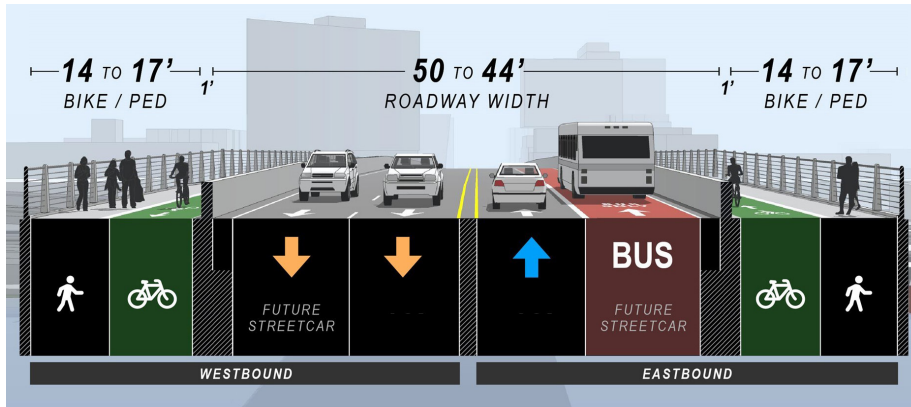 14 TO 17'
BIKE / PED
1'
50 TO 44'
ROADWAY WIDTH
1'
14 TO 17'
BIKE / PED
BUS
FUTURE
STREETCAR
FUTURE
STREETCAR
WESTBOUND
EASTBOUND